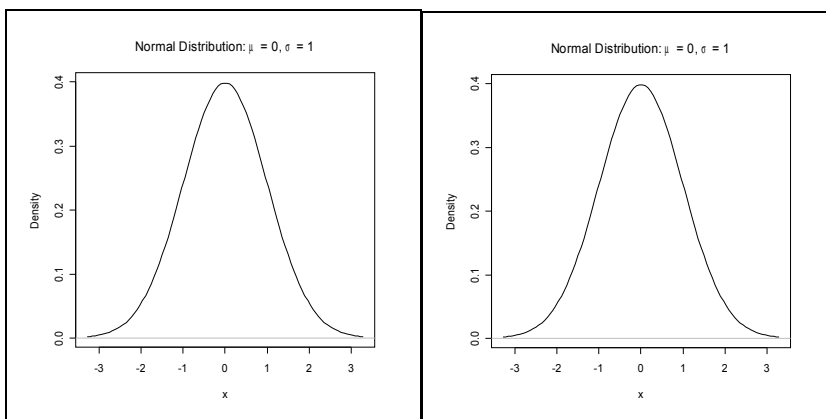 Normal Distribution: μ = 0, σ = 1
0.4
0.3
0.2
0.1
0.0
Density
-3 -2 -1 0 1 2 3
x
Normal Distribution: μ = 0, σ = 1
0.4
0.3
0.2
0.1
0.0
Density
-3 -2 -1 0 1 2 3
x